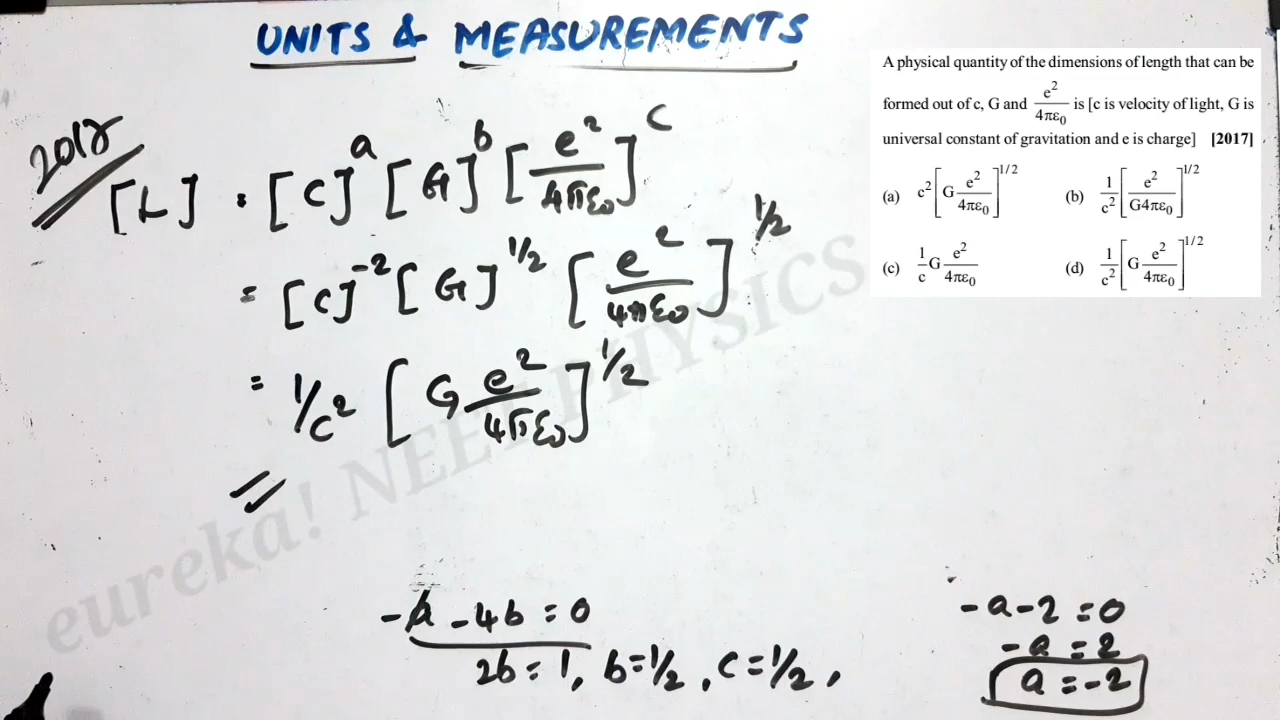 UNITS & MEASUREMENTS
2017
[L] = [C]^a [G]^b [e²/4πε₀]^c
= [C]^-2 [G]^1/2 [e²/4πε₀]^1/2
= 1/c² [G e²/4πε₀]^1/2
-a -4b = 0
2b = 1, b = 1/2, c = 1/2,
-a - 2 = 0
-a = 2
a = -2
A physical quantity of the dimensions of length that can be
formed out of c, G and e²/4πε₀ is [c is velocity of light, G is
universal constant of gravitation and e is charge] [2017]
(a) c² [G e²/4πε₀]^1/2 (b) 1/c² [e²/G4πε₀]^1/2
(c) 1/c G e²/4πε₀ (d) 1/c² [G e²/4πε₀]^1/2
eureka! NEET PHYSICS